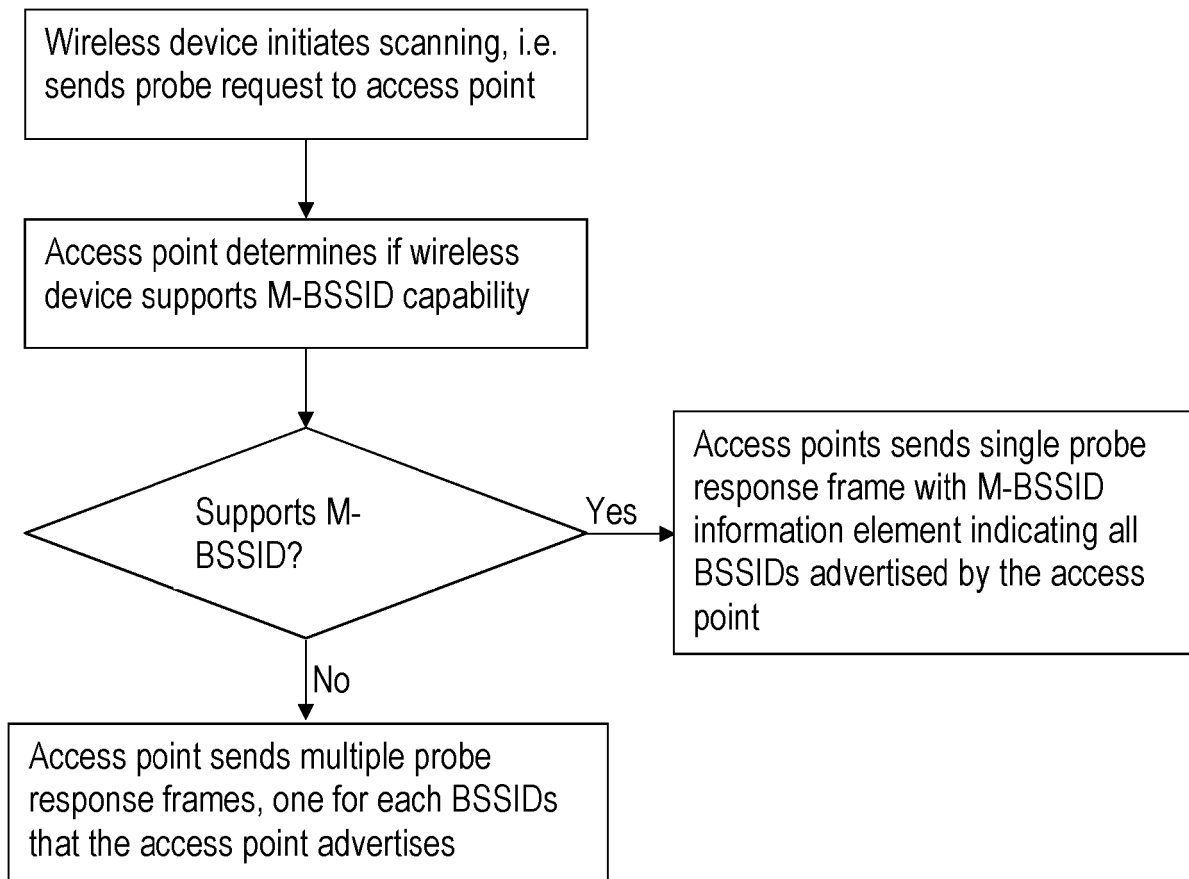 Wireless device initiates scanning, i.e.
sends probe request to access point
Access point determines if wireless
device supports M-BSSID capability
Supports M-
BSSID?
Yes
Access points sends single probe
response frame with M-BSSID
information element indicating all
BSSIDs advertised by the access
point
No
Access point sends multiple probe
response frames, one for each BSSIDs
that the access point advertises